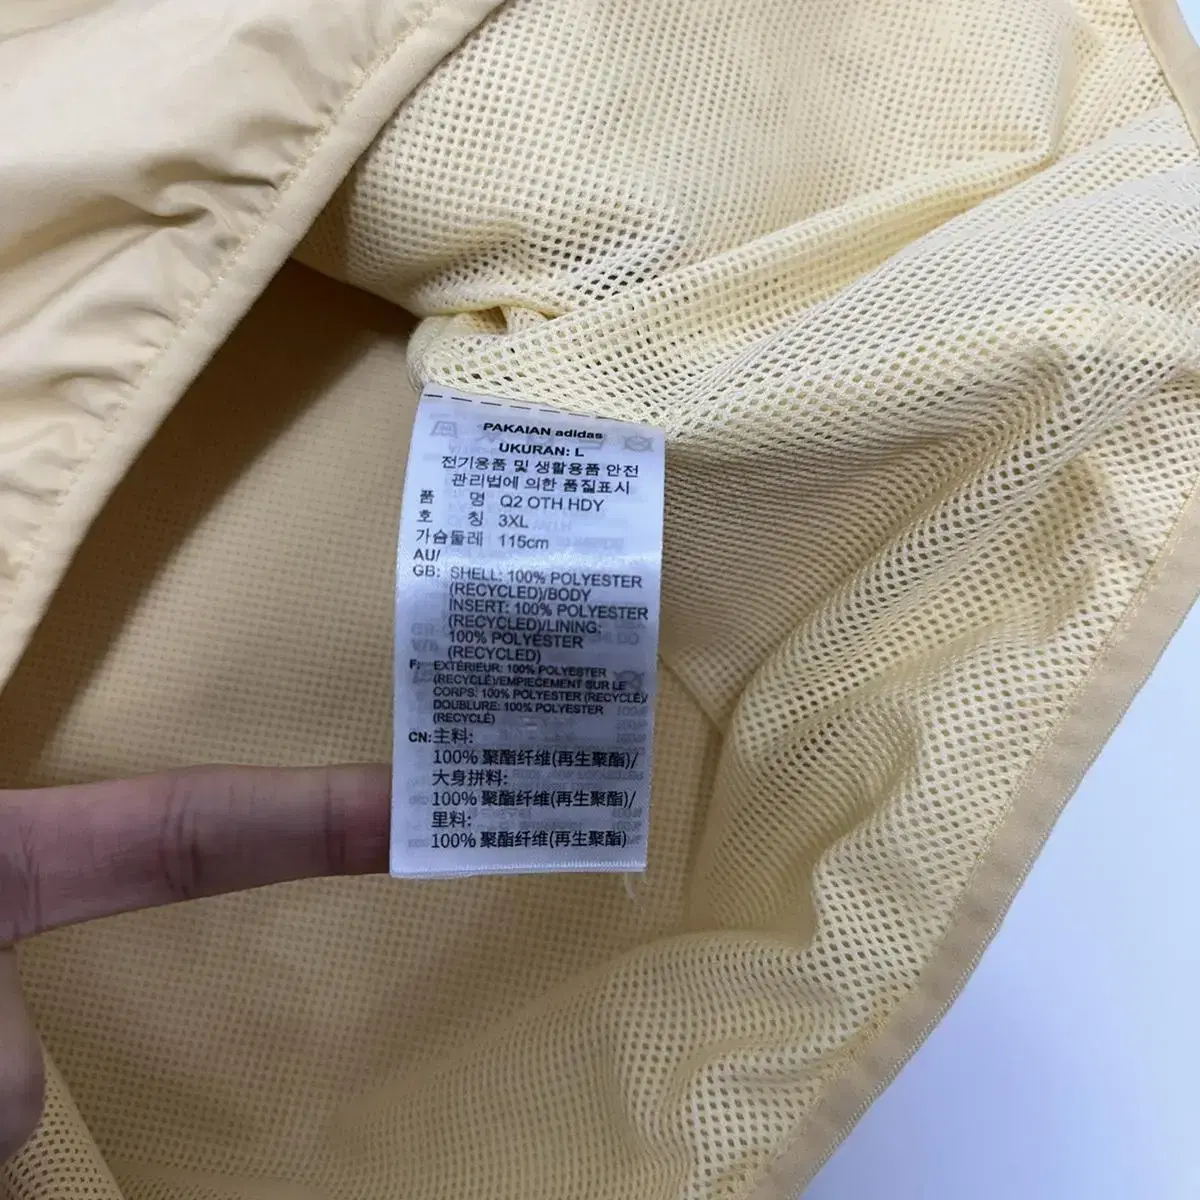 PAKAIAN adidas
UKURAN: L
전기용품 및 생활용품 안전
관리법에 의한 품질표시
품 명 Q2 OTH HDY
호 칭 3XL
가슴둘레 115cm
AU/
GB: SHELL: 100% POLYESTER
(RECYCLED)/BODY
INSERT: 100% POLYESTER
(RECYCLED)/LINING:
100% POLYESTER
(RECYCLED)
F: EXTÉRIEUR: 100% POLYESTER
(RECYCLÉ)/EMPIECEMENT SUR LE
CORPS: 100% POLYESTER (RECYCLÉ)/
DOUBLURE: 100% POLYESTER
(RECYCLÉ)
CN: 主料:
100% 聚酯纤维(再生聚酯)/
大身拼料:
100% 聚酯纤维(再生聚酯)/
里料:
100% 聚酯纤维(再生聚酯)